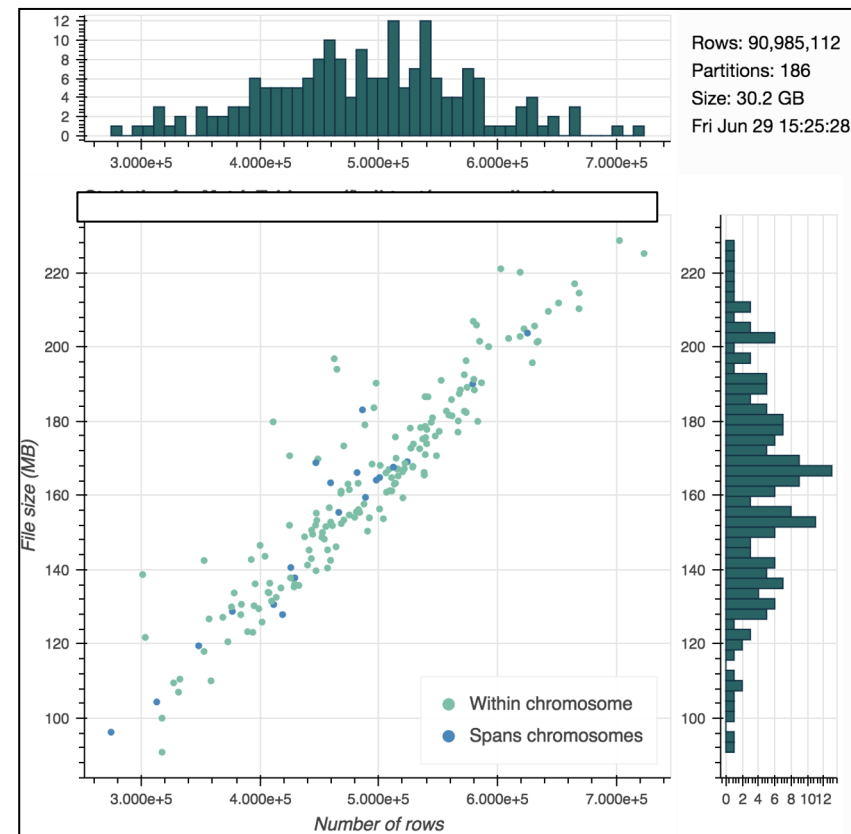 12
10
8
6
4
2
0
3.000e+5 4.000e+5 5.000e+5 6.000e+5 7.000e+5
Rows: 90,985,112
Partitions: 186
Size: 30.2 GB
Fri Jun 29 15:25:28
220
200
180
160
140
120
100
File size (MB)
Within chromosome
Spans chromosomes
3.000e+5 4.000e+5 5.000e+5 6.000e+5 7.000e+5
Number of rows
220
200
180
160
140
120
100
0 2 4 6 8 10 12